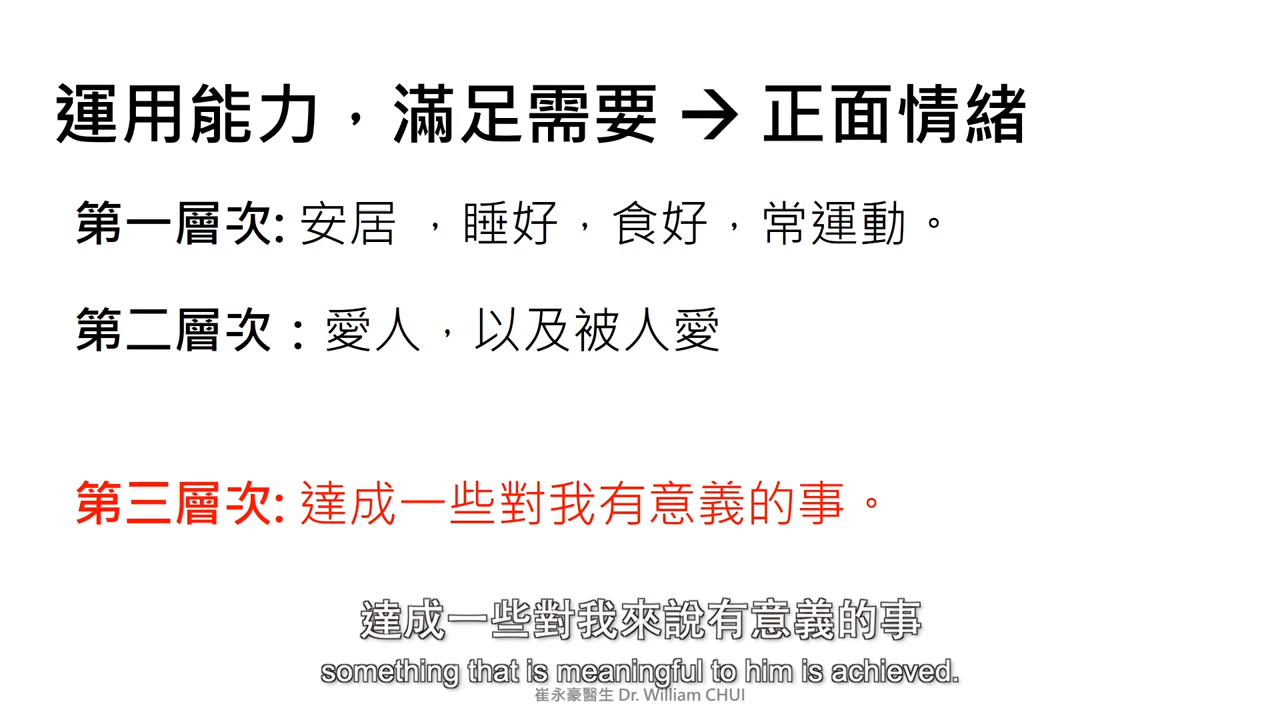 運用能力，滿足需要 → 正面情緒
第一層次: 安居 ，睡好，食好，常運動。
第二層次：愛人，以及被人愛
第三層次: 達成一些對我有意義的事。
達成一些對我來說有意義的事
something that is meaningful to him is achieved.
崔永豪醫生 Dr. William CHUI